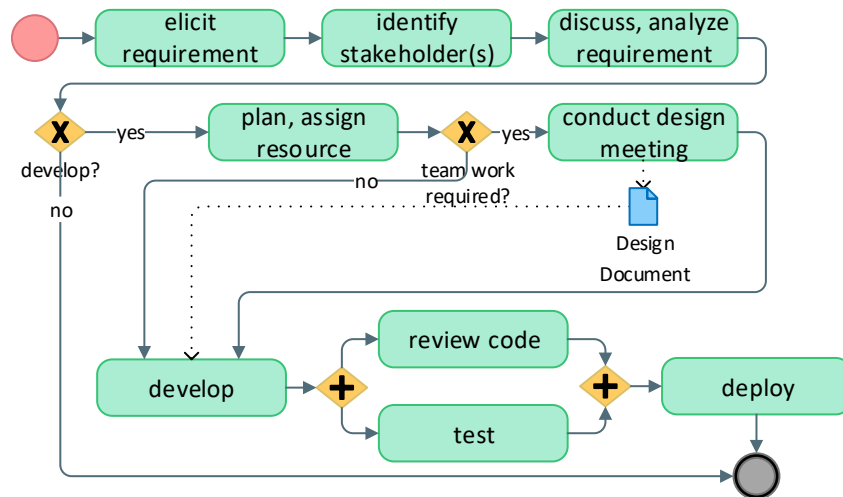 elicit
requirement
identify
stakeholder(s)
discuss, analyze
requirement
X
develop?
yes
no
plan, assign
resource
X
team work
required?
yes
no
conduct design
meeting
Design
Document
develop
review code
test
deploy